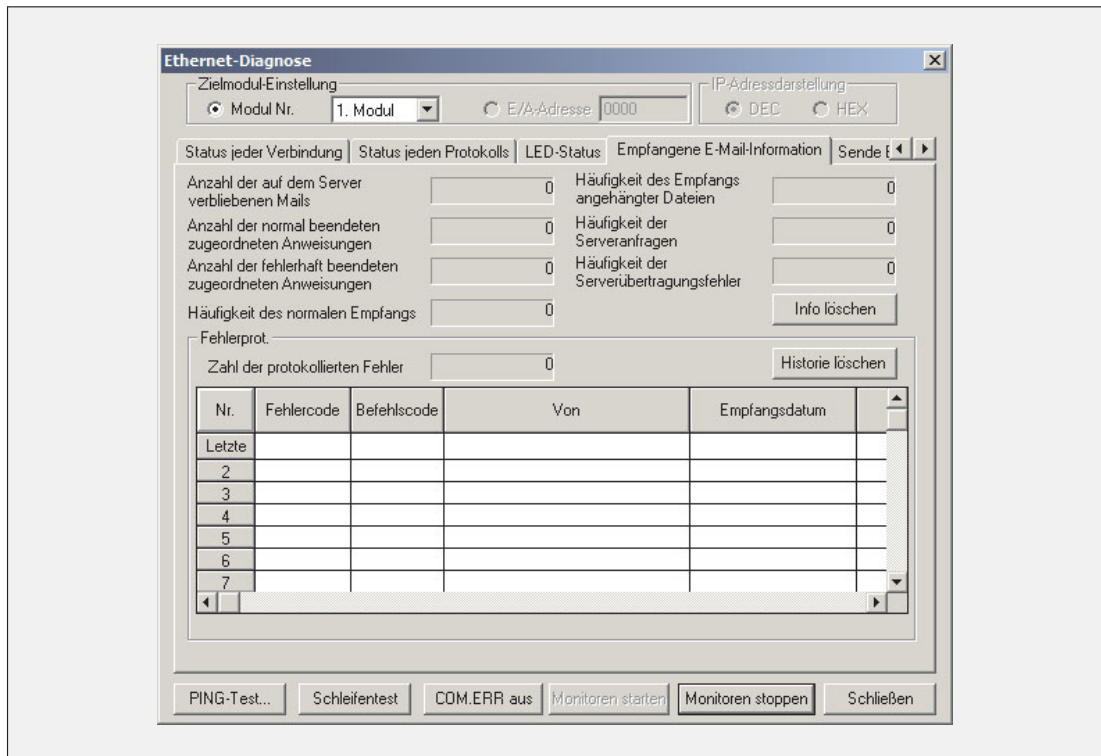 Ethernet-Diagnose
Zielmodul-Einstellung
Modul Nr.
1. Modul
E/A-Adresse
0000
IP-Adressdarstellung
DEC
HEX
Status jeder Verbindung
Status jeden Protokolls
LED-Status
Empfangene E-Mail-Information
Sende
Anzahl der auf dem Server
verbliebenen Mails
0
Häufigkeit des Empfangs
angehängter Dateien
0
Anzahl der normal beendeten
zugeordneten Anweisungen
0
Häufigkeit der
Serveranfragen
0
Anzahl der fehlerhaft beendeten
zugeordneten Anweisungen
0
Häufigkeit der
Serverübertragungsfehler
0
Häufigkeit des normalen Empfangs
0
Info löschen
Fehlerprot.
Zahl der protokollierten Fehler
0
Historie löschen
Nr.
Fehlercode
Befehlscode
Von
Empfangsdatum
Letzte
2
3
4
5
6
7
PING-Test...
Schleifentest
COM.ERR aus
Monitoren starten
Monitoren stoppen
Schließen